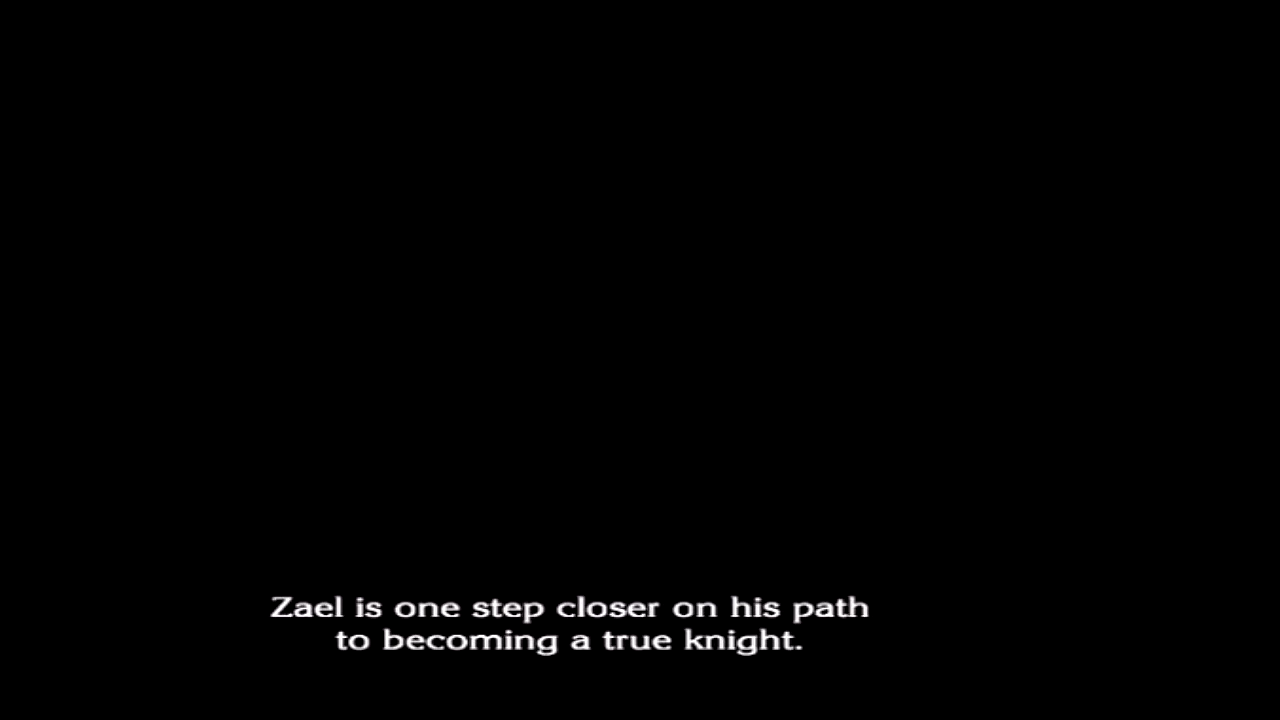 Zael is one step closer on his path
to becoming a true knight.